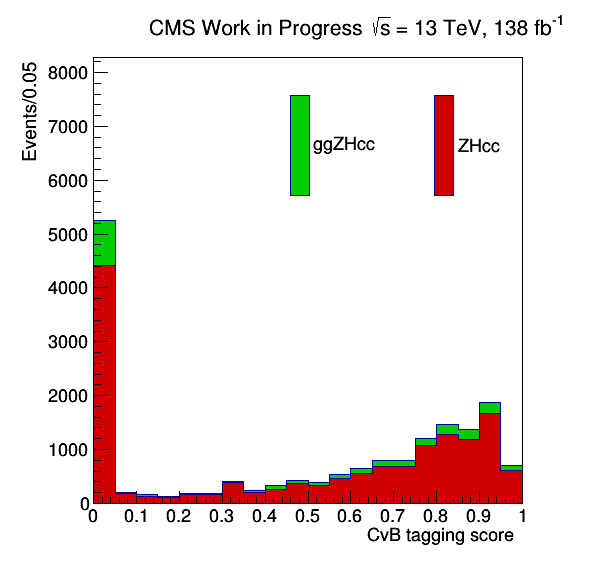 CMS Work in Progress √s = 13 TeV, 138 fb-1
Events/0.05
8000
7000
6000
5000
4000
3000
2000
1000
0
ggZHcc
ZHcc
0 0.1 0.2 0.3 0.4 0.5 0.6 0.7 0.8 0.9 1
CvB tagging score